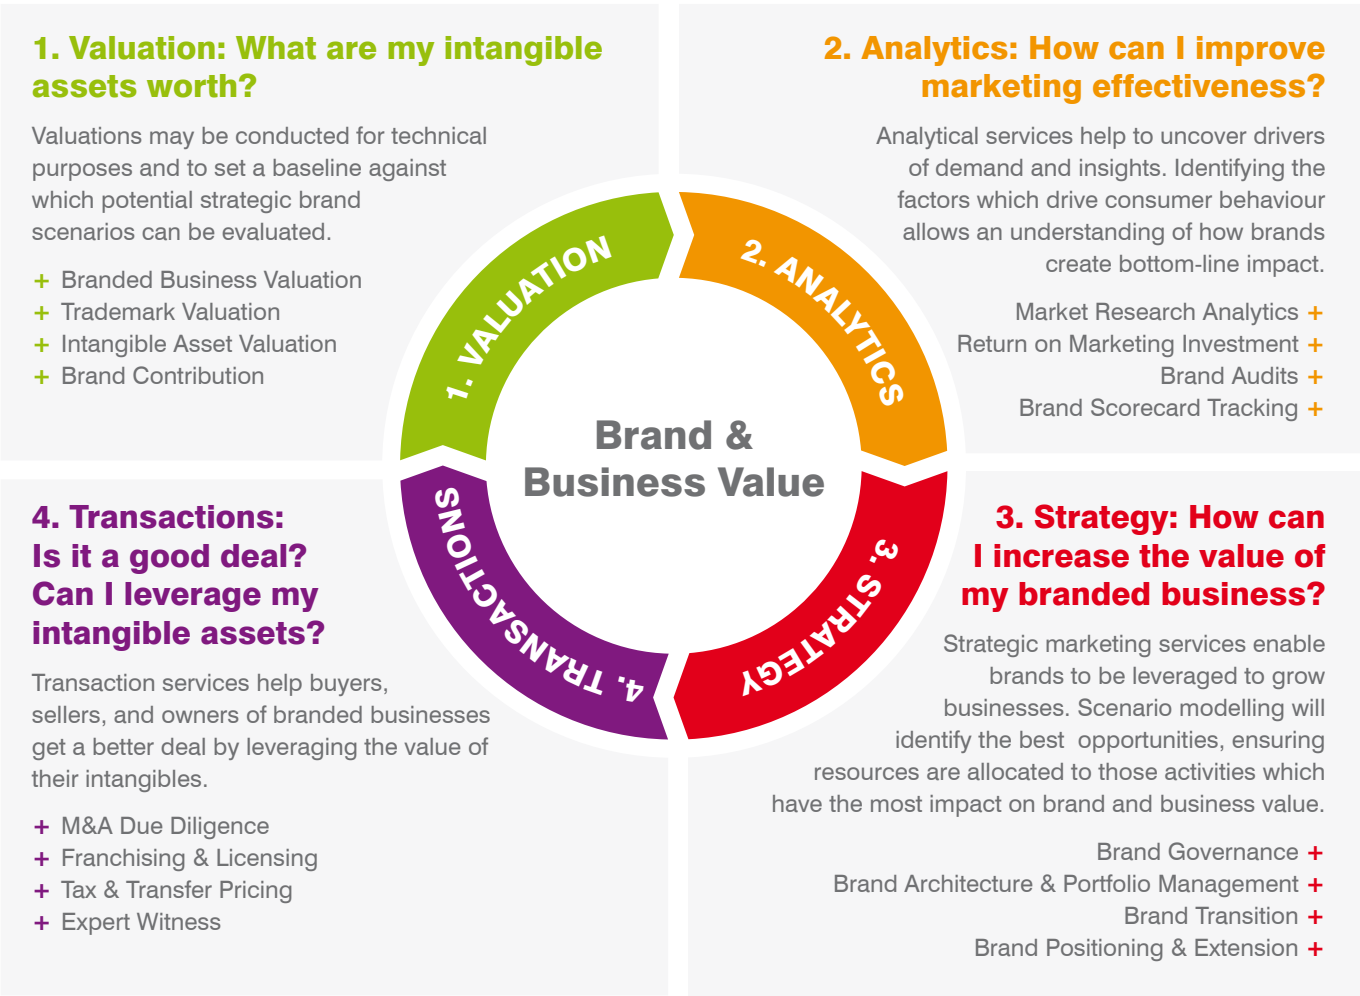 1. Valuation: What are my intangible
assets worth?
Valuations may be conducted for technical
purposes and to set a baseline against
which potential strategic brand
scenarios can be evaluated.
+ Branded Business Valuation
+ Trademark Valuation
+ Intangible Asset Valuation
+ Brand Contribution
2. Analytics: How can I improve
marketing effectiveness?
Analytical services help to uncover drivers
of demand and insights. Identifying the
factors which drive consumer behaviour
allows an understanding of how brands
create bottom-line impact.
Market Research Analytics +
Return on Marketing Investment +
Brand Audits +
Brand Scorecard Tracking +
1. VALUATION
2. ANALYTICS
3. STRATEGY
4. TRANSACTIONS
Brand &
Business Value
3. Strategy: How can
I increase the value of
my branded business?
Strategic marketing services enable
brands to be leveraged to grow
businesses. Scenario modelling will
identify the best  opportunities, ensuring
resources are allocated to those activities which
have the most impact on brand and business value.
Brand Governance +
Brand Architecture & Portfolio Management +
Brand Transition +
Brand Positioning & Extension +
4. Transactions:
Is it a good deal?
Can I leverage my
intangible assets?
Transaction services help buyers,
sellers, and owners of branded businesses
get a better deal by leveraging the value of
their intangibles.
+ M&A Due Diligence
+ Franchising & Licensing
+ Tax & Transfer Pricing
+ Expert Witness